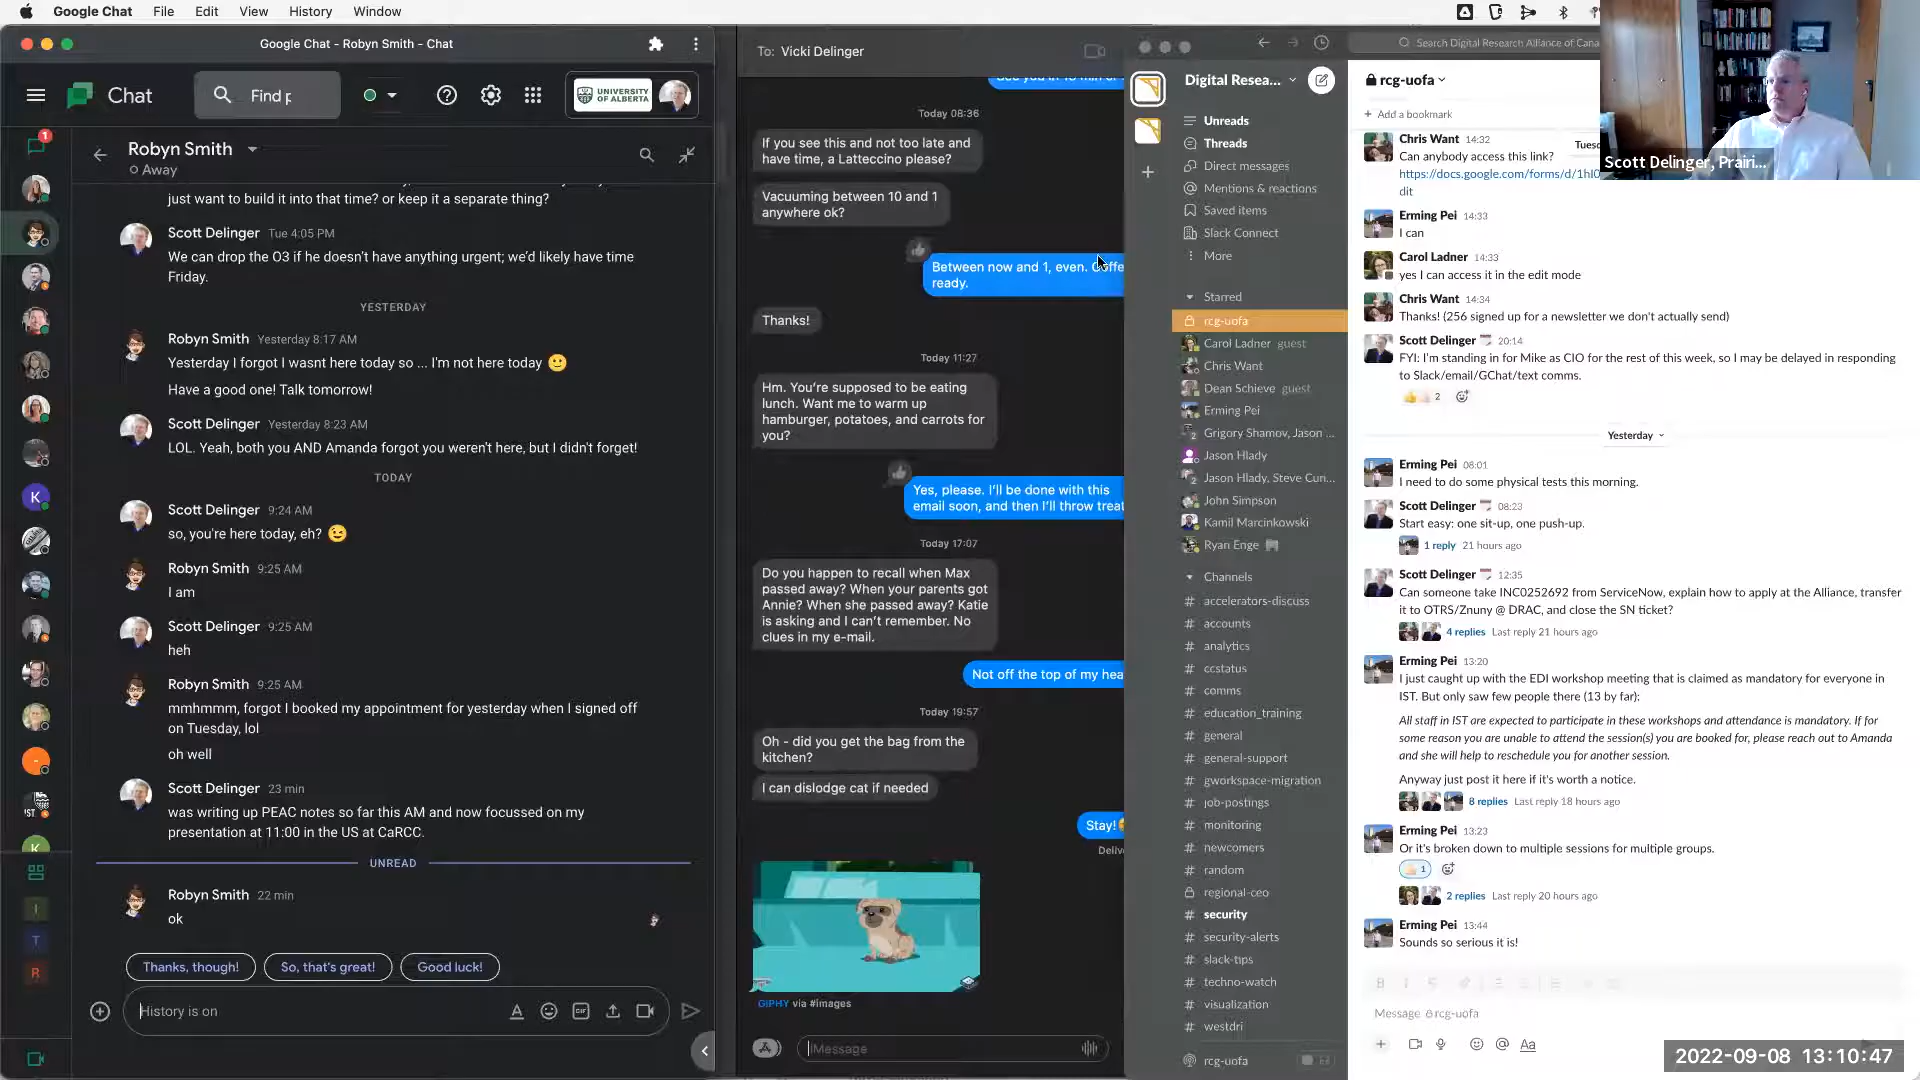 Google Chat File Edit View History Window
Google Chat - Robyn Smith - Chat
Chat
Find p
UNIVERSITY OF ALBERTA
1
Robyn Smith
Away
just want to build it into that time? or keep it a separate thing?
Scott Delinger Tue 4:05 PM
We can drop the O3 if he doesn't have anything urgent; we'd likely have time
Friday.
YESTERDAY
Robyn Smith Yesterday 8:17 AM
Yesterday I forgot I wasnt here today so ... I'm not here today 🙂
Have a good one! Talk tomorrow!
Scott Delinger Yesterday 8:23 AM
LOL. Yeah, both you AND Amanda forgot you weren't here, but I didn't forget!
TODAY
Scott Delinger 9:24 AM
so, you're here today, eh? 😉
Robyn Smith 9:25 AM
I am
Scott Delinger 9:25 AM
heh
Robyn Smith 9:25 AM
mmhmmm, forgot I booked my appointment for yesterday when I signed off
on Tuesday, lol
oh well
Scott Delinger 23 min
was writing up PEAC notes so far this AM and now focussed on my
presentation at 11:00 in the US at CaRCC.
UNREAD
Robyn Smith 22 min
ok
Thanks, though! So, that's great! Good luck!
History is on
K
IST
K
I
T
R
To: Vicki Delinger
Today 08:36
If you see this and not too late and
have time, a Latteccino please?
Vacuuming between 10 and 1
anywhere ok?
Between now and 1, even.
ready.
Thanks!
Today 11:27
Hm. You're supposed to be eating
lunch. Want me to warm up
hamburger, potatoes, and carrots for
you?
Yes, please. I'll be done with this
email soon, and then I'll throw treat
Today 17:07
Do you happen to recall when Max
passed away? When your parents got
Annie? When she passed away? Katie
is asking and I can't remember. No
clues in my e-mail.
Not off the top of my hea
Today 19:57
Oh - did you get the bag from the
kitchen?
I can dislodge cat if needed
Stay!
Delive
GIPHY via #images
iMessage
Search Digital Research Alliance of Cana
Digital Resea...
Unreads
Threads
Direct messages
Mentions & reactions
Saved items
Slack Connect
More
Starred
rcg-uofa
Carol Ladner guest
Chris Want
Dean Schieve guest
Erming Pei
Grigory Shamov, Jason ...
Jason Hlady
Jason Hlady, Steve Cun...
John Simpson
Kamil Marcinkowski
Ryan Enge
Channels
# accelerators-discuss
# accounts
# analytics
# ccstatus
# comms
# education_training
# general
# general-support
# gworkspace-migration
# job-postings
# monitoring
# newcomers
# random
regional-ceo
# security
# security-alerts
# slack-tips
# techno-watch
# visualization
# westdri
rcg-uofa
rcg-uofa
+ Add a bookmark
Chris Want 14:32
Tuesd
Can anybody access this link?
https://docs.google.com/forms/d/1hI0
dit
Erming Pei 14:33
I can
Carol Ladner 14:33
yes I can access it in the edit mode
Chris Want 14:34
Thanks! (256 signed up for a newsletter we don't actually send)
Scott Delinger 20:14
FYI: I'm standing in for Mike as CIO for the rest of this week, so I may be delayed in responding
to Slack/email/GChat/text comms.
2
Yesterday
Erming Pei 08:01
I need to do some physical tests this morning.
Scott Delinger 08:23
Start easy: one sit-up, one push-up.
1 reply 21 hours ago
Scott Delinger 12:35
Can someone take INC0252692 from ServiceNow, explain how to apply at the Alliance, transfer
it to OTRS/Znuny @ DRAC, and close the SN ticket?
4 replies Last reply 21 hours ago
Erming Pei 13:20
I just caught up with the EDI workshop meeting that is claimed as mandatory for everyone in
IST. But only saw few people there (13 by far):
All staff in IST are expected to participate in these workshops and attendance is mandatory. If for
some reason you are unable to attend the session(s) you are booked for, please reach out to Amanda
and she will help to reschedule you for another session.
Anyway just post it here if it's worth a notice.
8 replies Last reply 18 hours ago
Erming Pei 13:23
Or it's broken down to multiple sessions for multiple groups.
1
2 replies Last reply 20 hours ago
Erming Pei 13:44
Sounds so serious it is!
Message rcg-uofa
Scott Delinger, Prairi...
2022-09-08 13:10:47